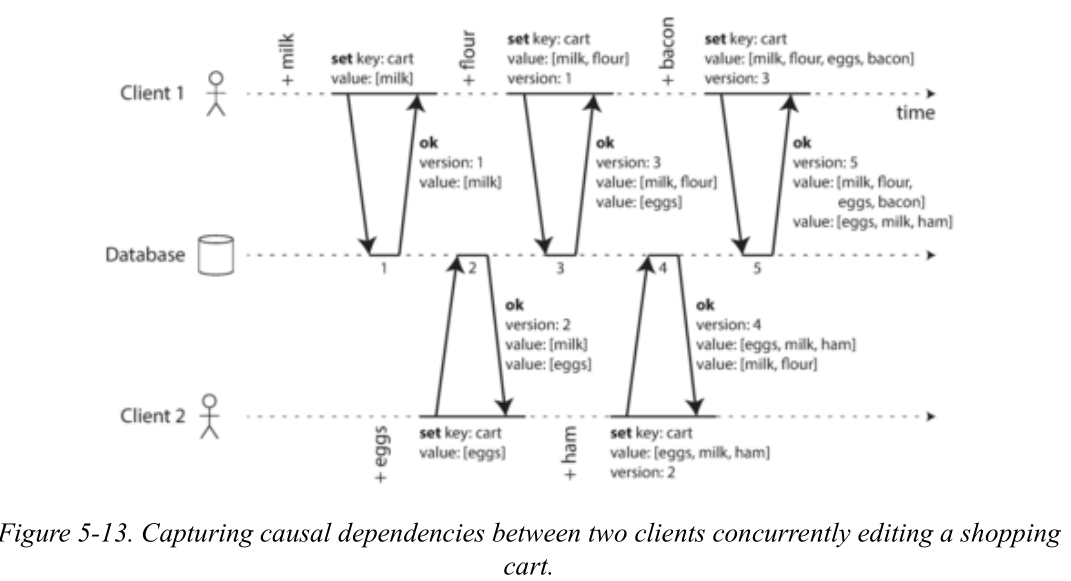 + milk
set key: cart
value: [milk]
+ flour
set key: cart
value: [milk, flour]
version: 1
+ bacon
set key: cart
value: [milk, flour, eggs, bacon]
version: 3
Client 1
time
ok
version: 1
value: [milk]
ok
version: 3
value: [milk, flour]
value: [eggs]
ok
version: 5
value: [milk, flour,
eggs, bacon]
value: [eggs, milk, ham]
Database
1
2
3
4
5
ok
version: 2
value: [milk]
value: [eggs]
ok
version: 4
value: [eggs, milk, ham]
value: [milk, flour]
Client 2
+ eggs
set key: cart
value: [eggs]
+ ham
set key: cart
value: [eggs, milk, ham]
version: 2
Figure 5-13. Capturing causal dependencies between two clients concurrently editing a shopping
cart.